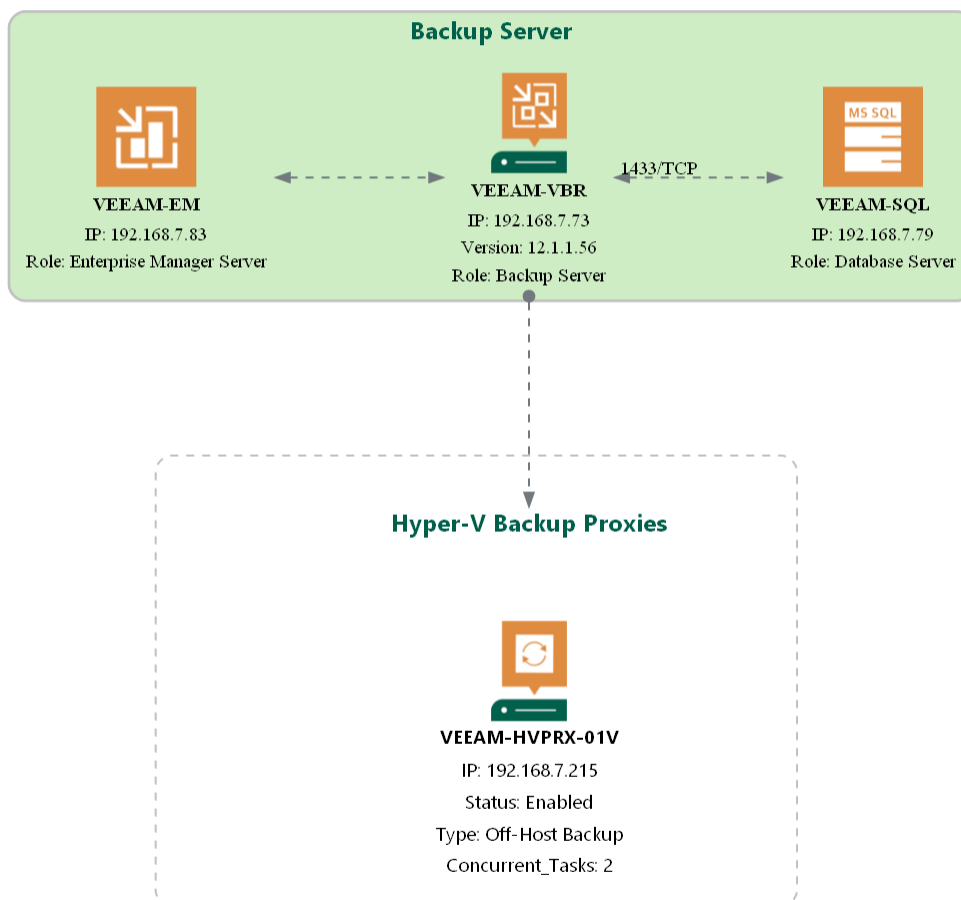 Backup Server
VEEAM-EM
IP: 192.168.7.83
Role: Enterprise Manager Server
VEEAM-VBR
IP: 192.168.7.73
Version: 12.1.1.56
Role: Backup Server
1433/TCP
MS SQL
VEEAM-SQL
IP: 192.168.7.79
Role: Database Server
Hyper-V Backup Proxies
VEEAM-HVPRX-01V
IP: 192.168.7.215
Status: Enabled
Type: Off-Host Backup
Concurrent_Tasks: 2